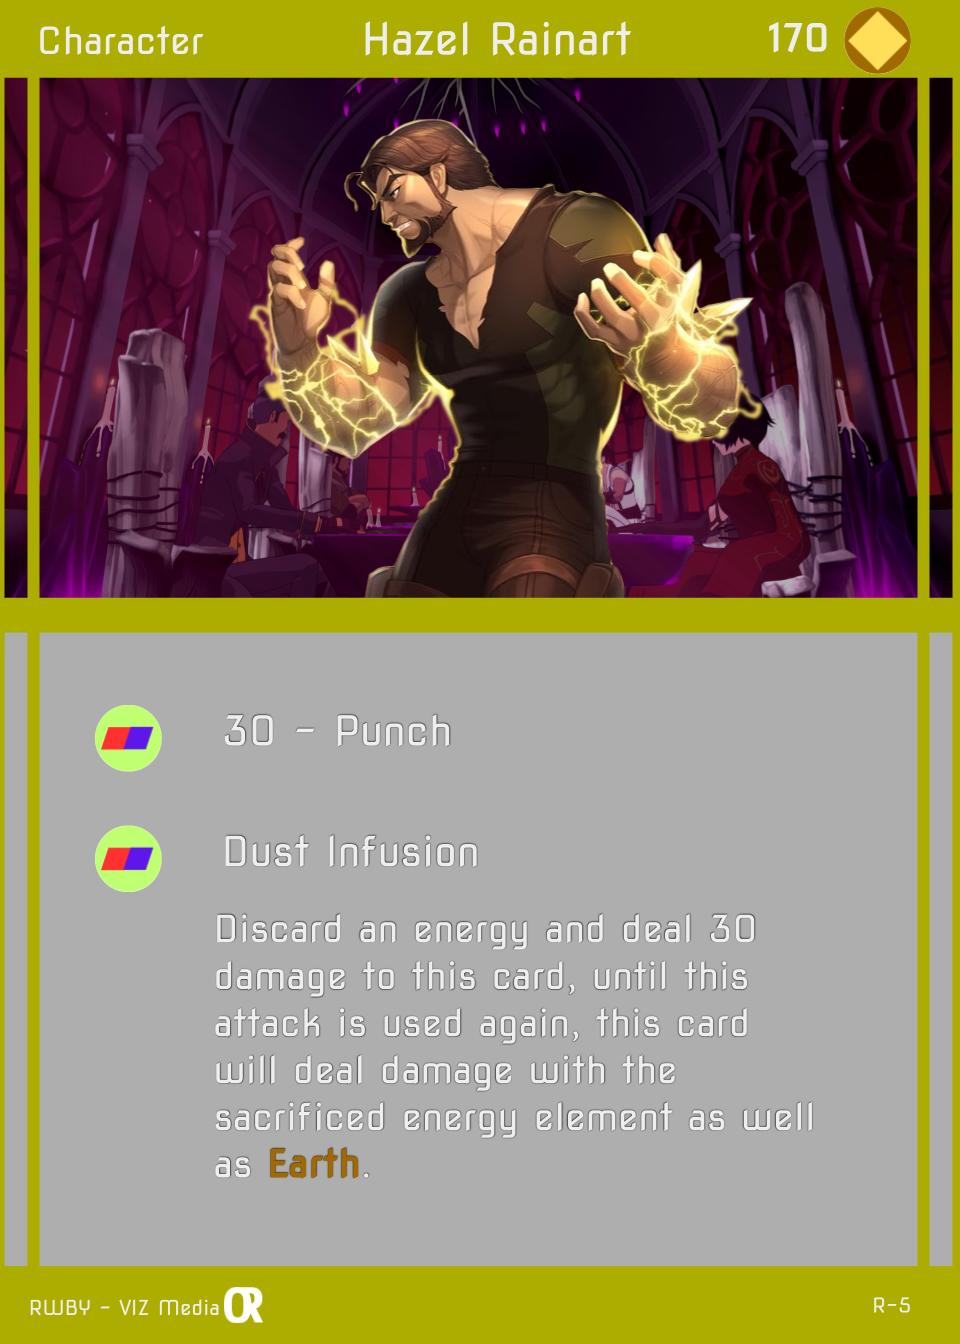 Character
Hazel Rainart
170
30 - Punch
Dust Infusion
Discard an energy and deal 30
damage to this card, until this
attack is used again, this card
will deal damage with the
sacrificed energy element as well
as Earth.
RWBY - VIZ Media OR
R-5